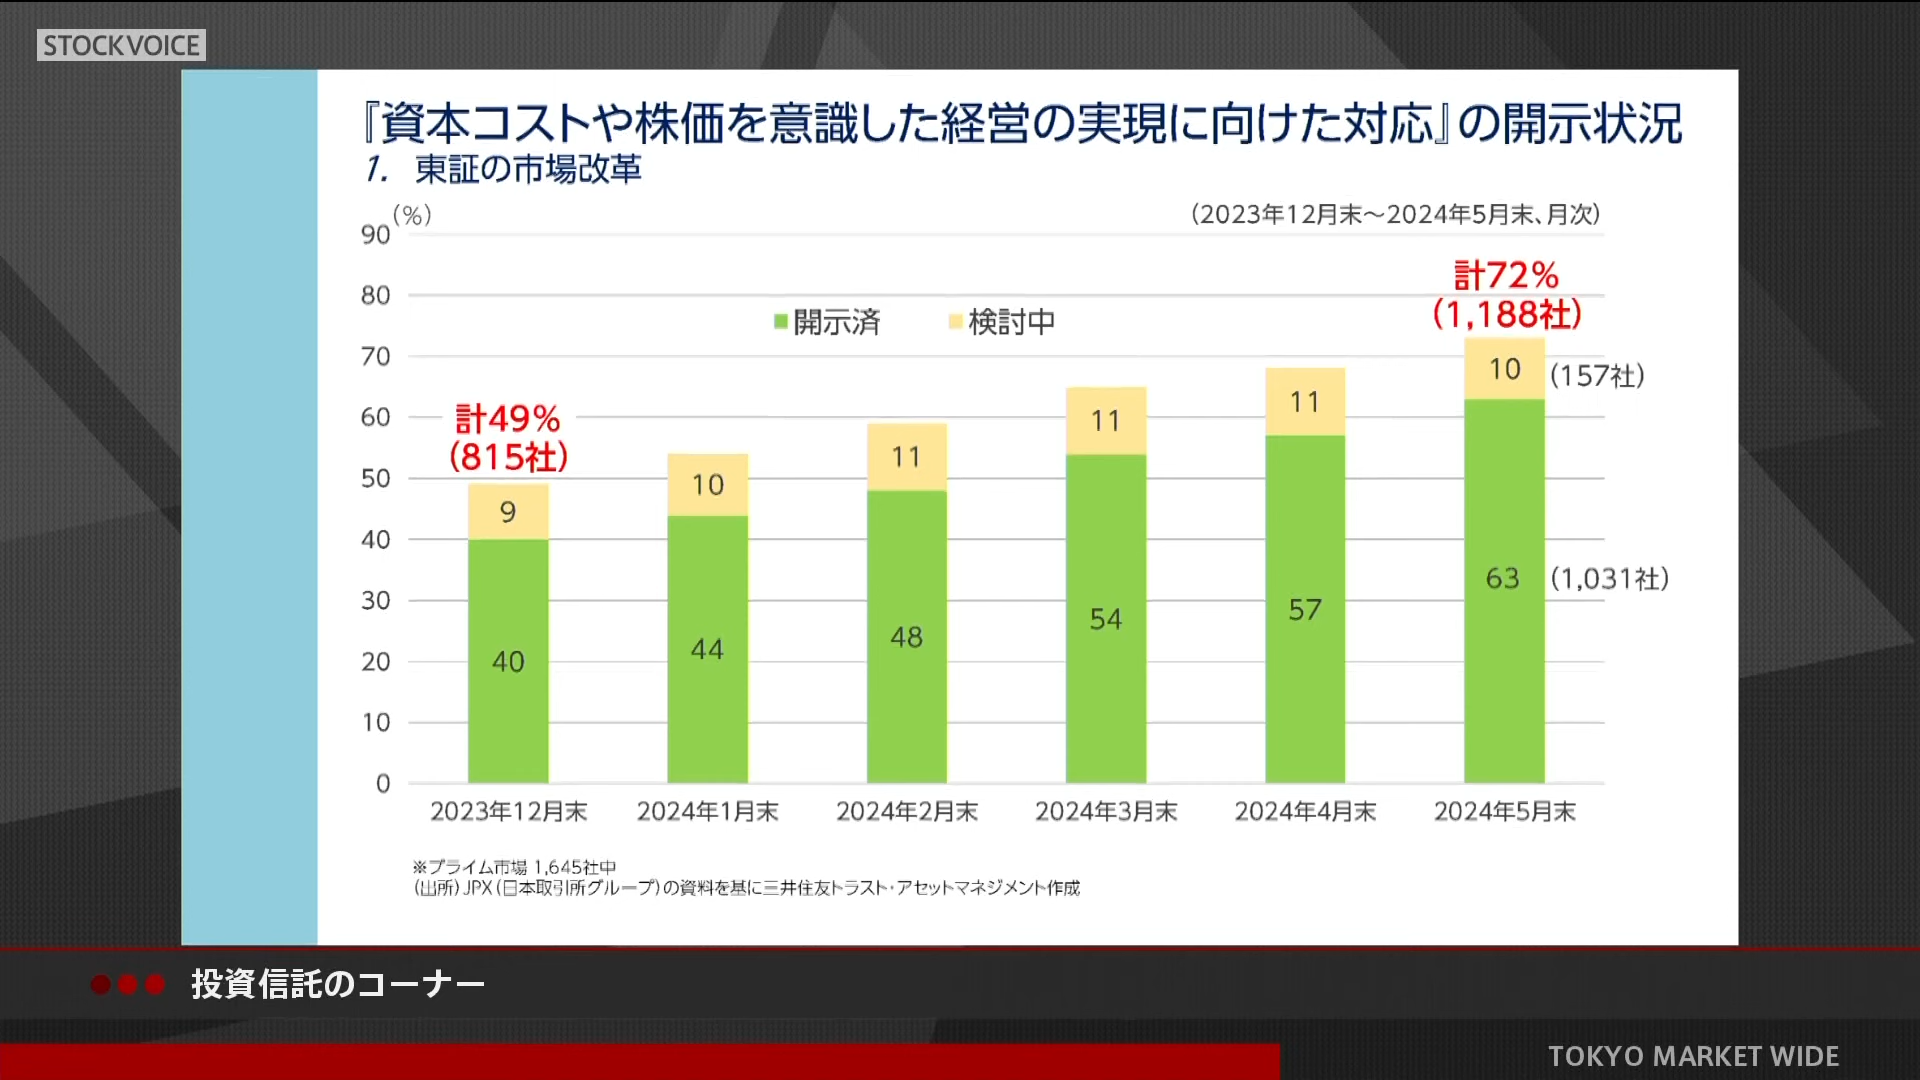 STOCKVOICE
『資本コストや株価を意識した経営の実現に向けた対応』の開示状況
1. 東証の市場改革
(%)
(2023年12月末～2024年5月末、月次)
90
80
70
60
50
40
30
20
10
0
開示済
検討中
計49%
(815社)
計72%
(1,188社)
9
10
11
11
11
10
(157社)
40
44
48
54
57
63
(1,031社)
2023年12月末
2024年1月末
2024年2月末
2024年3月末
2024年4月末
2024年5月末
※プライム市場 1,645社中
(出所)JPX(日本取引所グループ)の資料を基に三井住友トラスト・アセットマネジメント作成
投資信託のコーナー
TOKYO MARKET WIDE